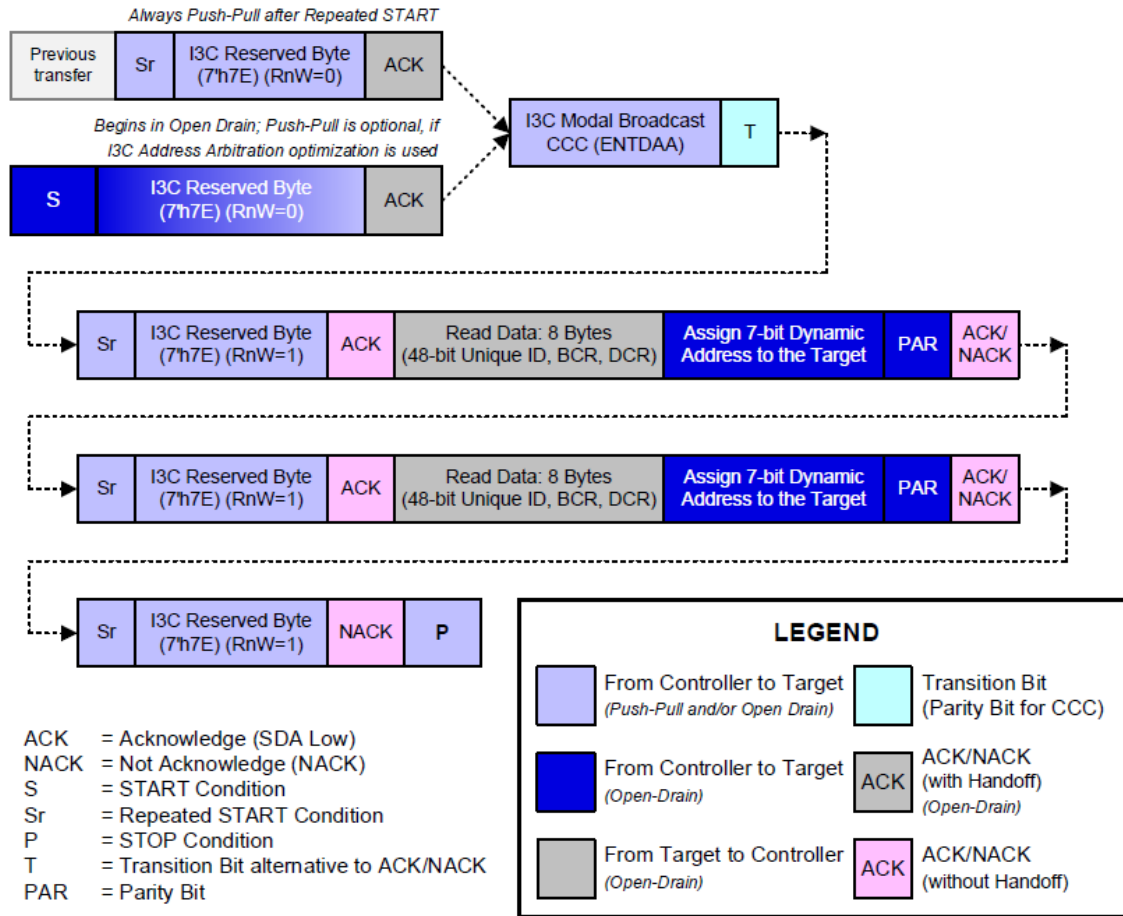 Always Push-Pull after Repeated START
Previous
transfer
Sr
I3C Reserved Byte
(7'h7E) (RnW=0)
ACK
Begins in Open Drain; Push-Pull is optional, if
I3C Address Arbitration optimization is used
S
I3C Reserved Byte
(7'h7E) (RnW=0)
ACK
I3C Modal Broadcast
CCC (ENTDAA)
T
Sr
I3C Reserved Byte
(7'h7E) (RnW=1)
ACK
Read Data: 8 Bytes
(48-bit Unique ID, BCR, DCR)
Assign 7-bit Dynamic
Address to the Target
PAR
ACK/
NACK
Sr
I3C Reserved Byte
(7'h7E) (RnW=1)
ACK
Read Data: 8 Bytes
(48-bit Unique ID, BCR, DCR)
Assign 7-bit Dynamic
Address to the Target
PAR
ACK/
NACK
Sr
I3C Reserved Byte
(7'h7E) (RnW=1)
NACK
P
ACK = Acknowledge (SDA Low)
NACK = Not Acknowledge (NACK)
S = START Condition
Sr = Repeated START Condition
P = STOP Condition
T = Transition Bit alternative to ACK/NACK
PAR = Parity Bit
LEGEND
From Controller to Target
(Push-Pull and/or Open Drain)
Transition Bit
(Parity Bit for CCC)
From Controller to Target
(Open-Drain)
ACK
ACK/NACK
(with Handoff)
(Open-Drain)
From Target to Controller
(Open-Drain)
ACK
ACK/NACK
(without Handoff)